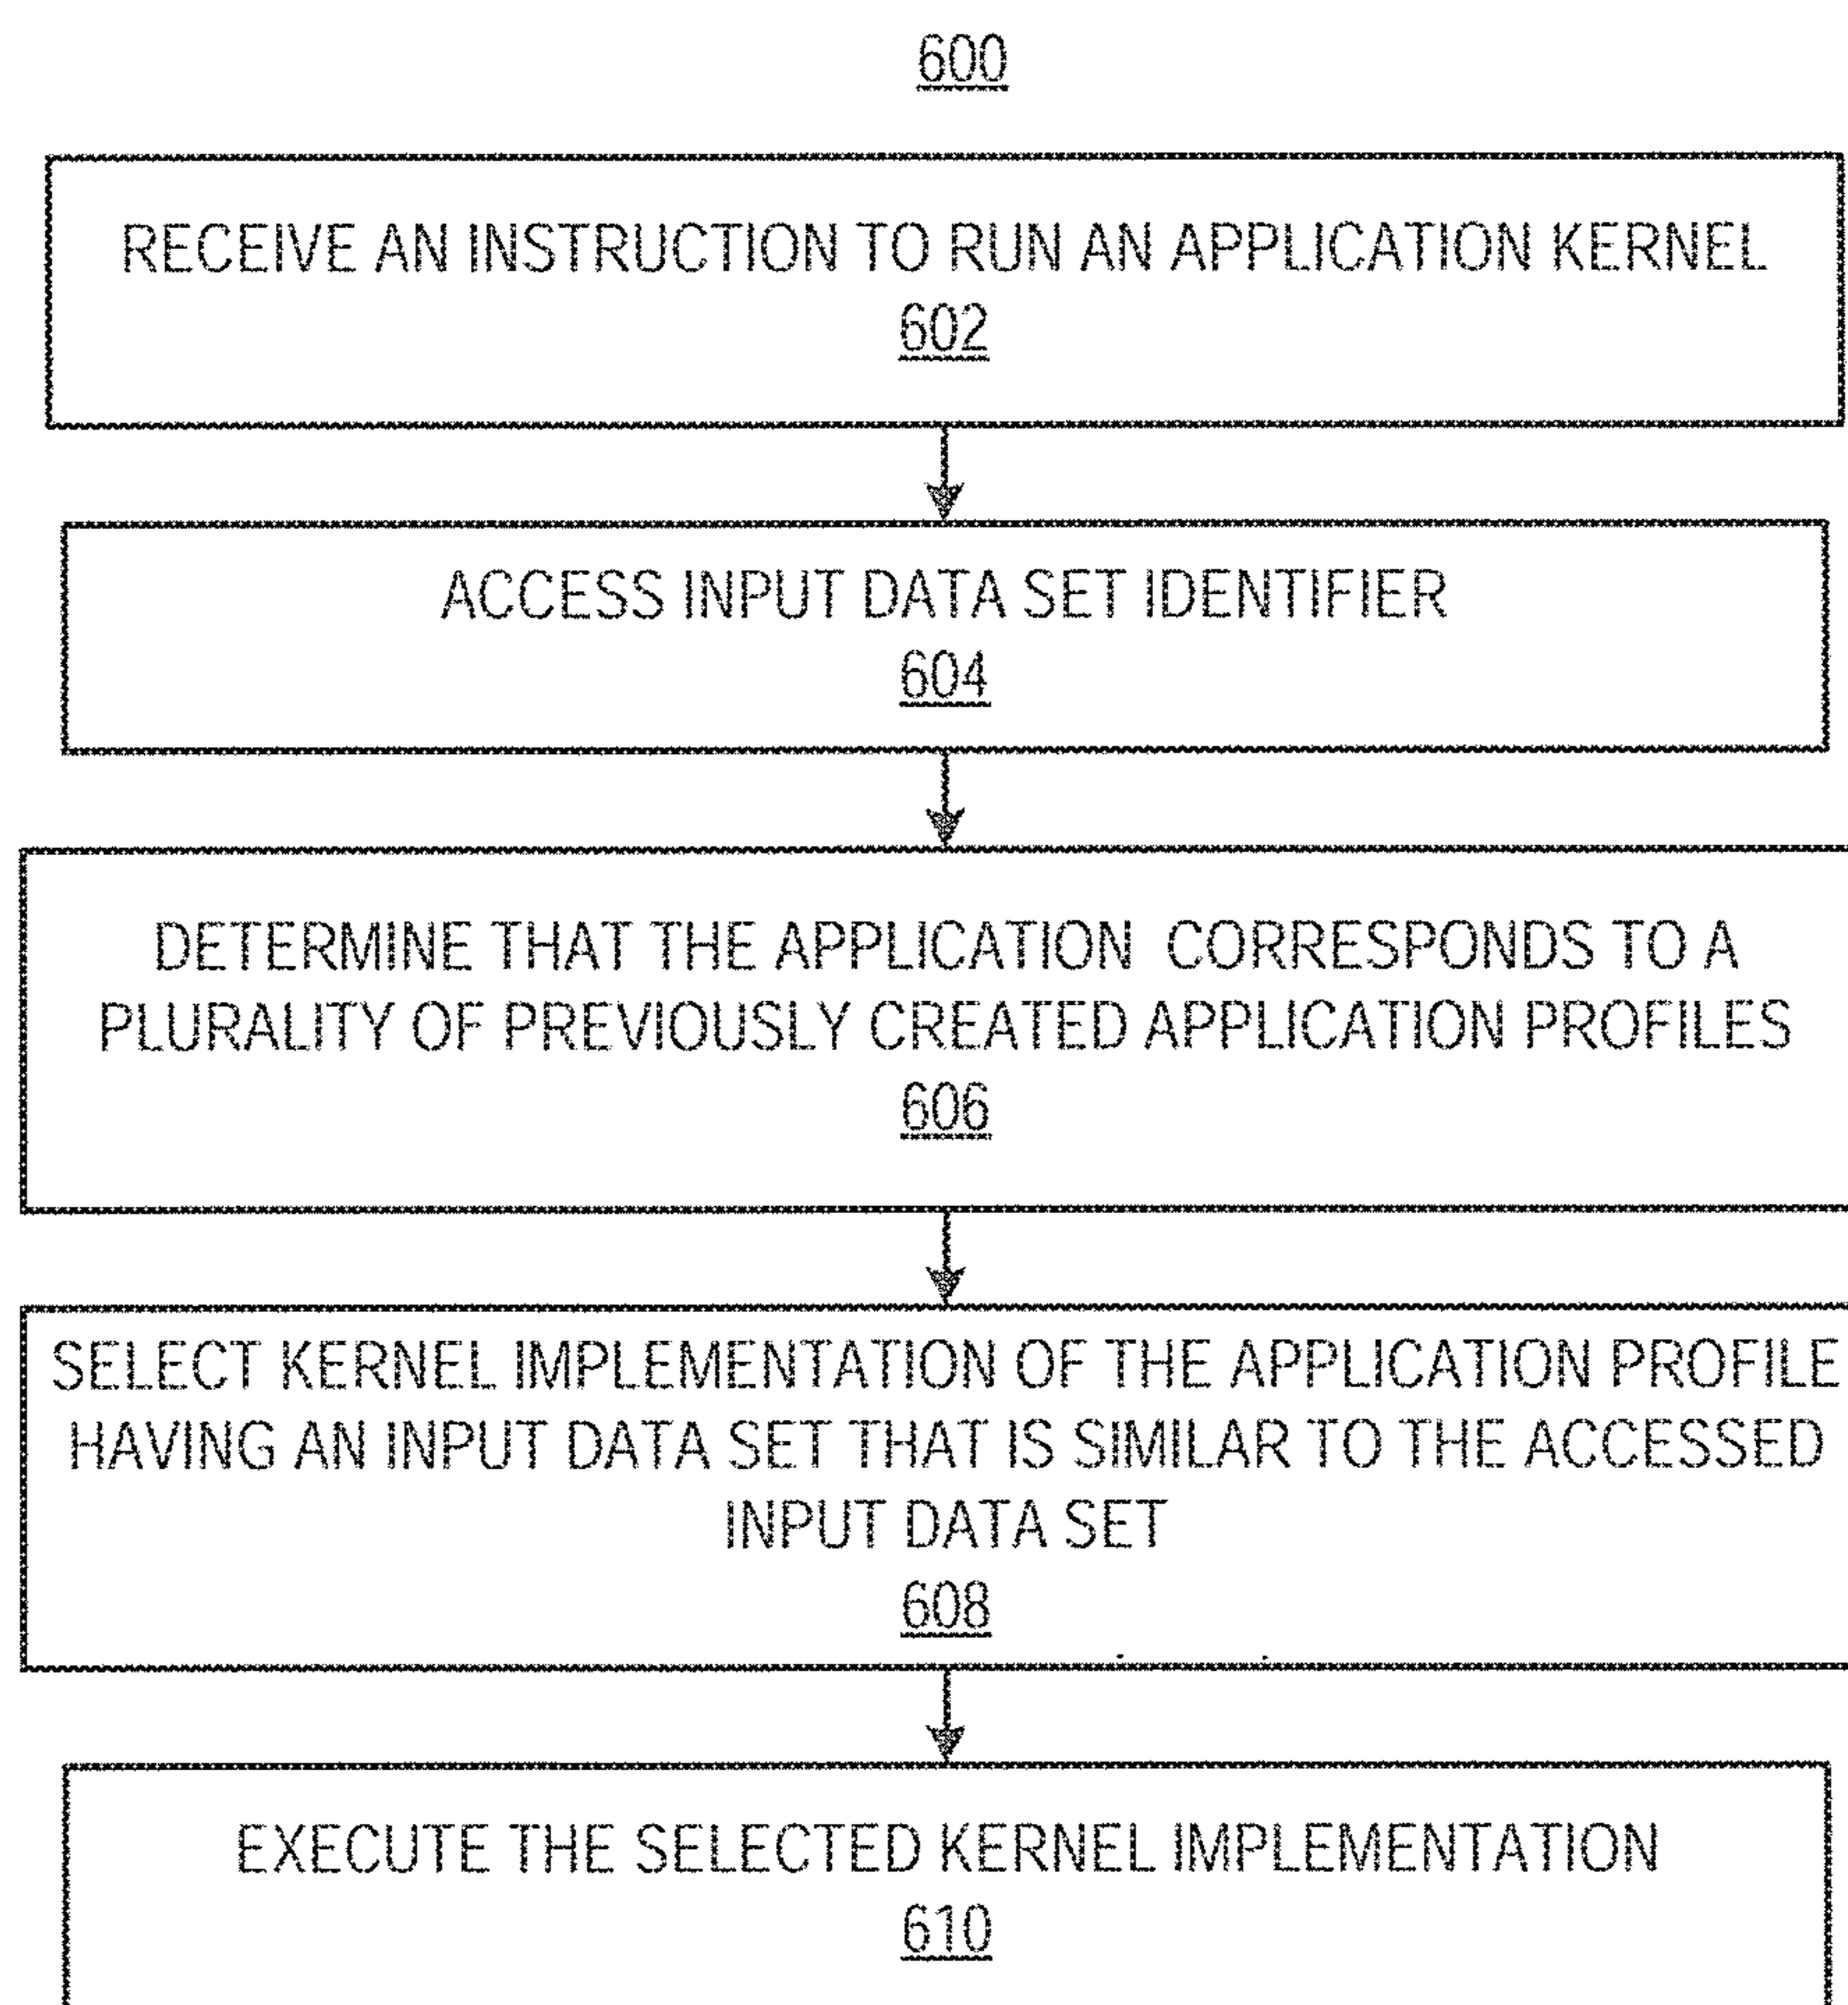 600
RECEIVE AN INSTRUCTION TO RUN AN APPLICATION KERNEL
602
ACCESS INPUT DATA SET IDENTIFIER
604
DETERMINE THAT THE APPLICATION CORRESPONDS TO A
PLURALITY OF PREVIOUSLY CREATED APPLICATION PROFILES
606
SELECT KERNEL IMPLEMENTATION OF THE APPLICATION PROFILE
HAVING AN INPUT DATA SET THAT IS SIMILAR TO THE ACCESSED
INPUT DATA SET
608
EXECUTE THE SELECTED KERNEL IMPLEMENTATION
610